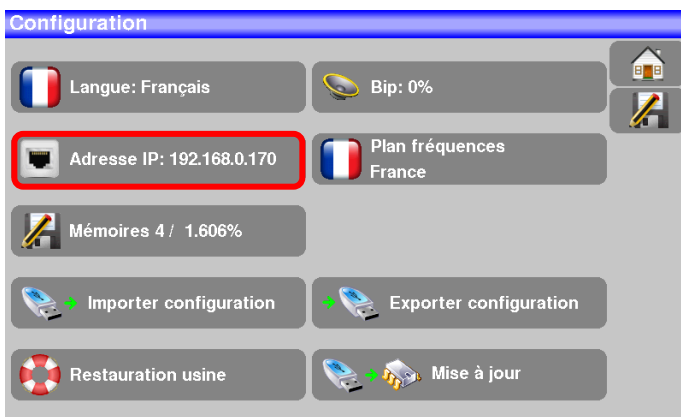 Configuration
Langue: Français
Bip: 0%
Adresse IP: 192.168.0.170
Plan fréquences
France
Mémoires 4 / 1.606%
Importer configuration
Exporter configuration
Restauration usine
Mise à jour